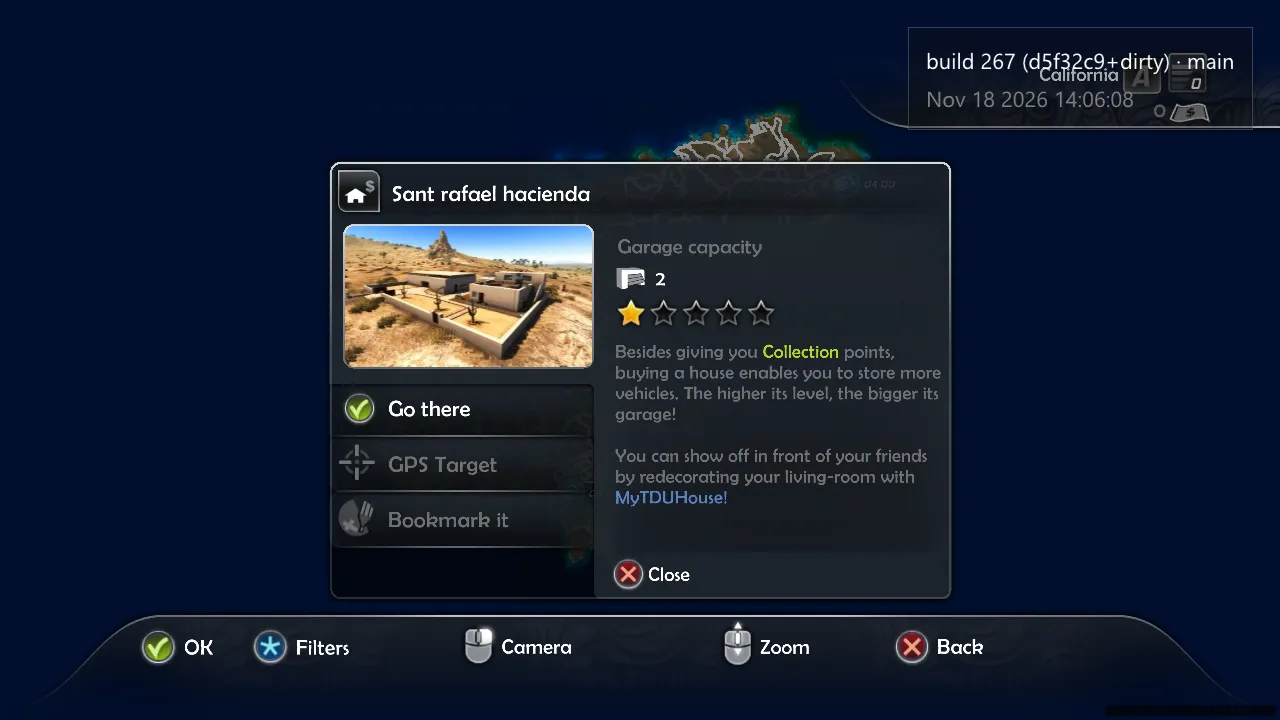 build 267 (d5f32c9+dirty) · main
California
A
0
Nov 18 2026 14:06:08
0
Sant rafael hacienda
04:00
Garage capacity
2
Besides giving you Collection points,
buying a house enables you to store more
vehicles. The higher its level, the bigger its
garage!
You can show off in front of your friends
by redecorating your living-room with
MyTDUHouse!
Go there
GPS Target
Bookmark it
Close
OK
Filters
Camera
Zoom
Back